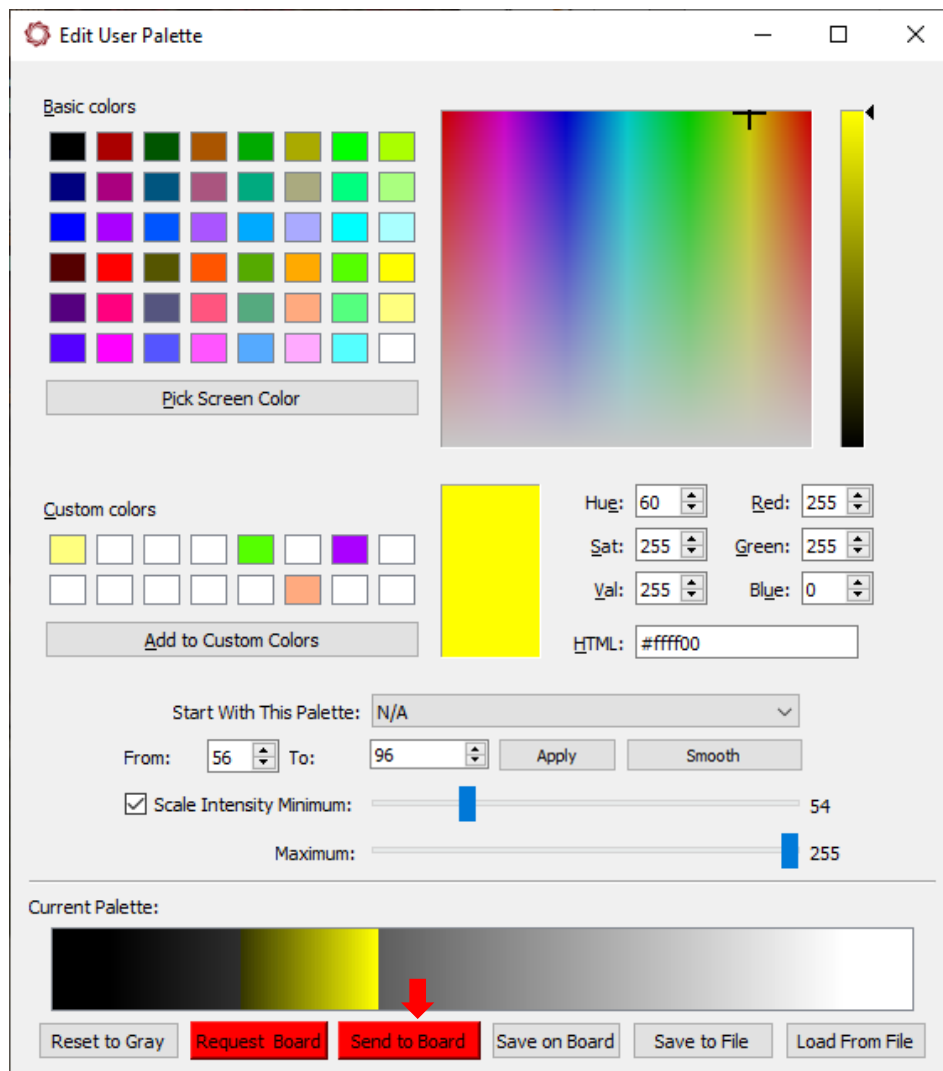 Edit User Palette
Basic colors
Pick Screen Color
Custom colors
Add to Custom Colors
Hue: 60 Red: 255
Sat: 255 Green: 255
Val: 255 Blue: 0
HTML: #ffff00
Start With This Palette: N/A
From: 56 To: 96 Apply Smooth
Scale Intensity Minimum: 54
Maximum: 255
Current Palette:
Reset to Gray Request Board Send to Board Save on Board Save to File Load From File